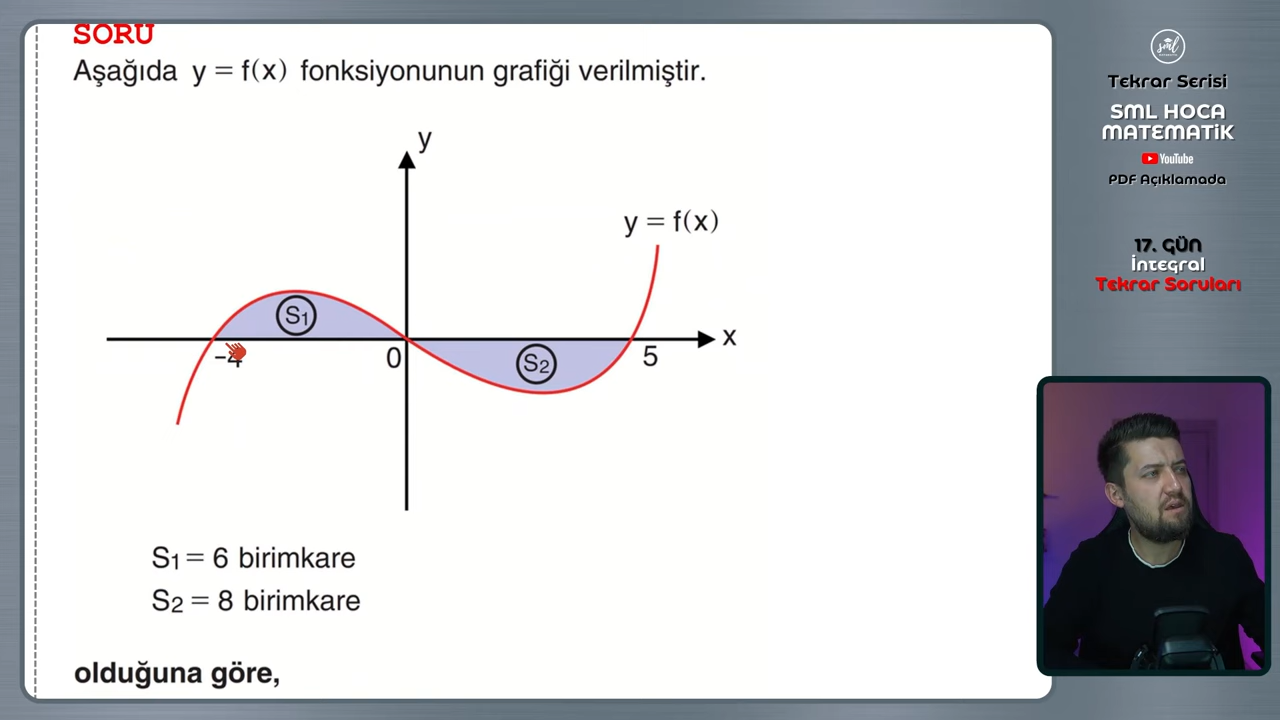 SORU
Aşağıda y = f(x) fonksiyonunun grafiği verilmiştir.
y
y = f(x)
S1
x
-4
0
S2
5
S1 = 6 birimkare
S2 = 8 birimkare
olduğuna göre,
sml
Tekrar Serisi
SML HOCA
MATEMATİK
YouTube
PDF Açıklamada
17. GÜN
İntegral
Tekrar Soruları